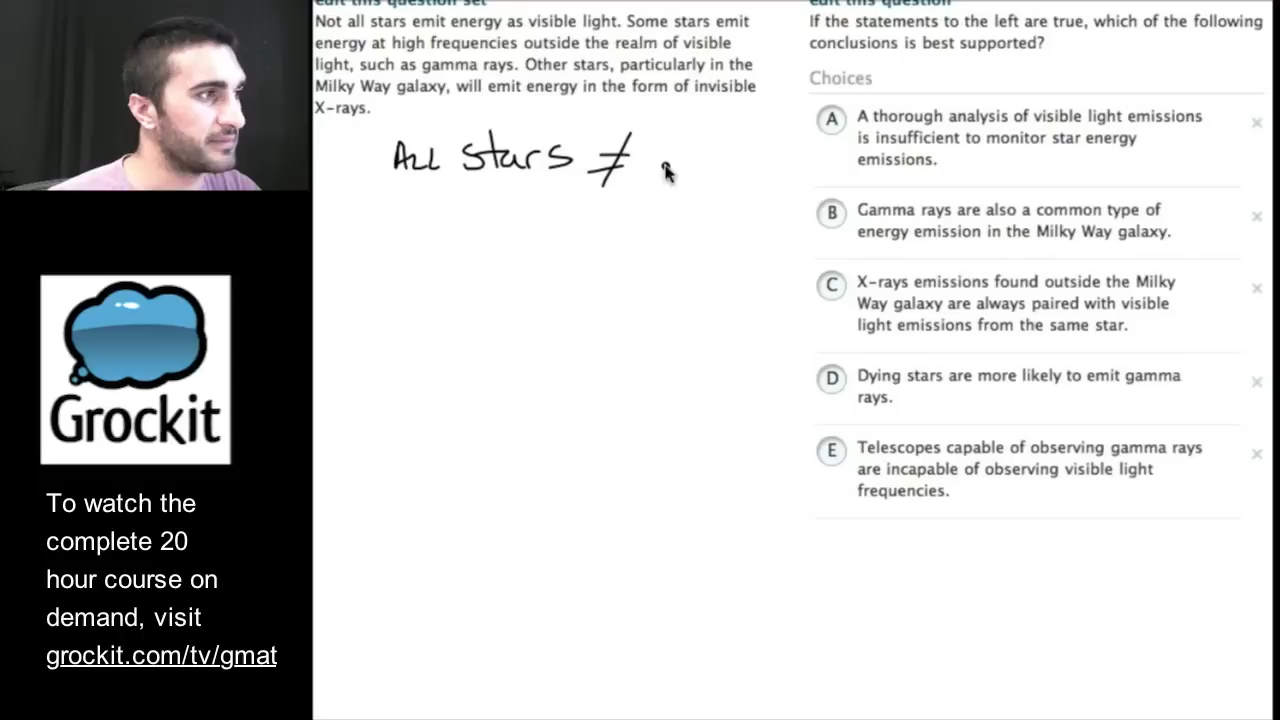 edit this question set
Not all stars emit energy as visible light. Some stars emit
energy at high frequencies outside the realm of visible
light, such as gamma rays. Other stars, particularly in the
Milky Way galaxy, will emit energy in the form of invisible
X-rays.
ALL stars ≠
edit this question
If the statements to the left are true, which of the following
conclusions is best supported?
Choices
A A thorough analysis of visible light emissions
is insufficient to monitor star energy
emissions.
B Gamma rays are also a common type of
energy emission in the Milky Way galaxy.
C X-rays emissions found outside the Milky
Way galaxy are always paired with visible
light emissions from the same star.
D Dying stars are more likely to emit gamma
rays.
E Telescopes capable of observing gamma rays
are incapable of observing visible light
frequencies.
Grockit
To watch the
complete 20
hour course on
demand, visit
grockit.com/tv/gmat